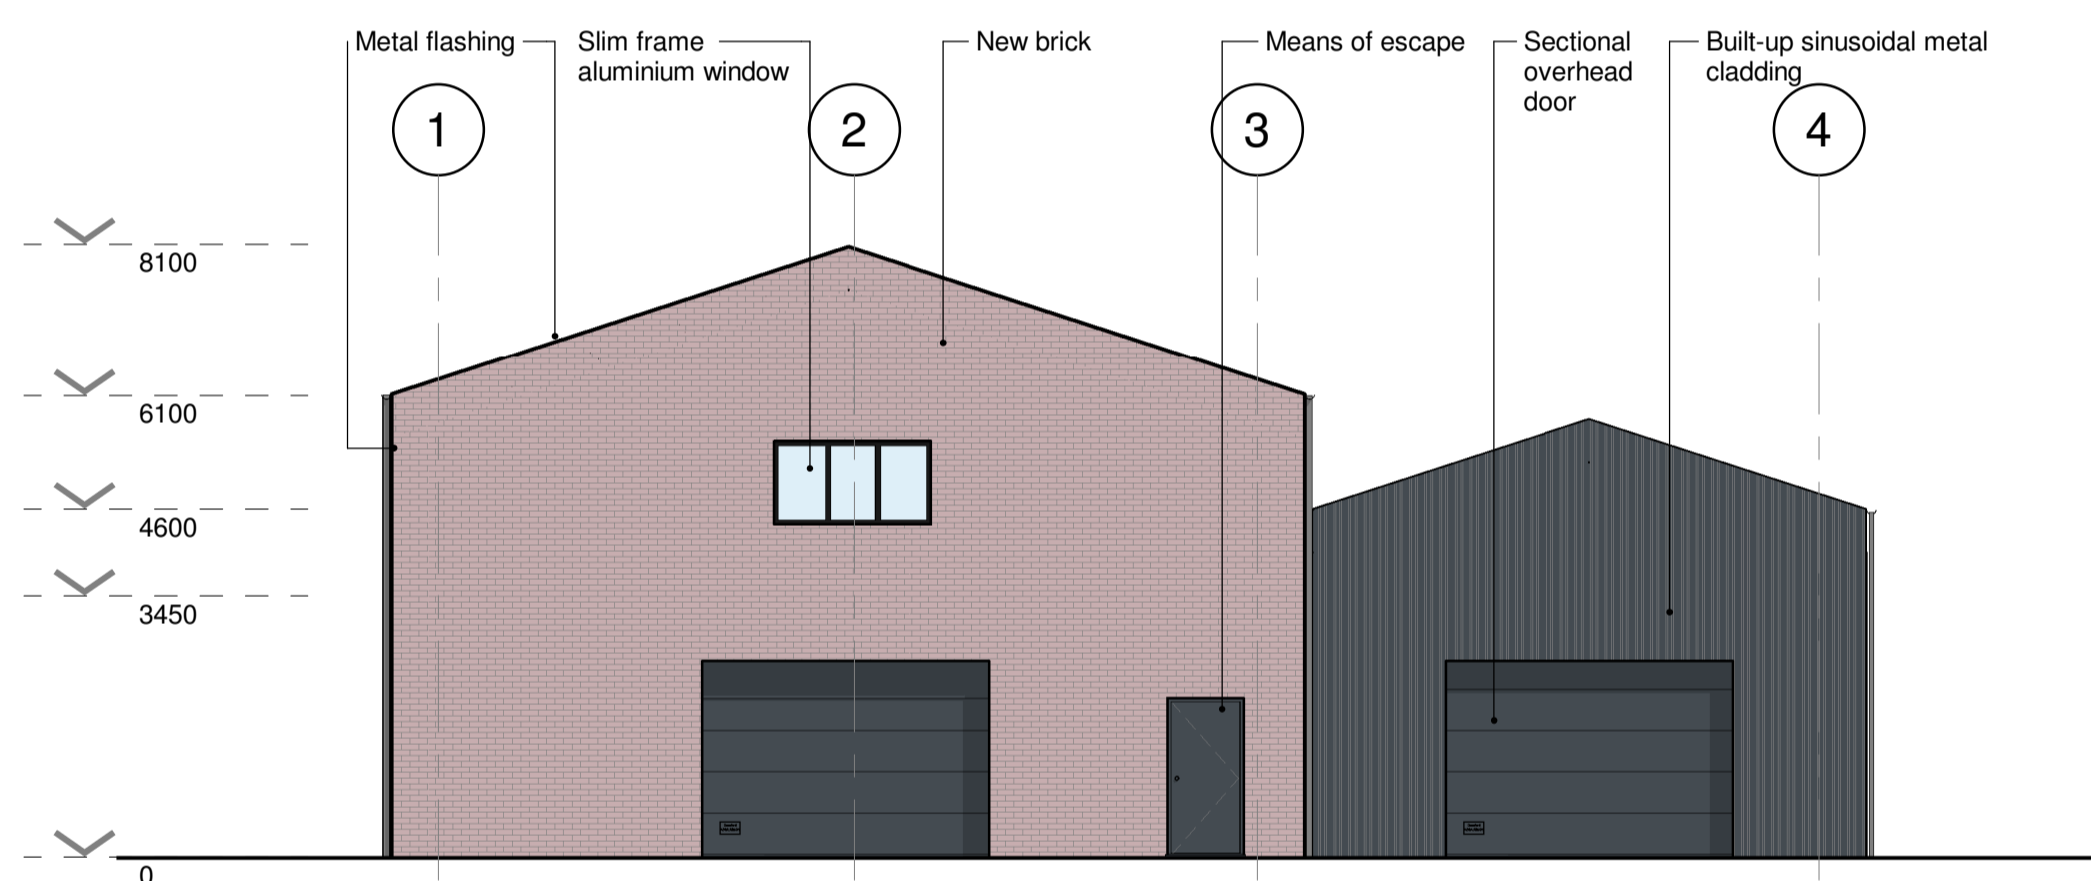 Metal flashing
Slim frame
aluminium window
New brick
Means of escape
Sectional
overhead
door
Built-up sinusoidal metal
cladding
1
2
3
4
8100
6100
4600
3450
0